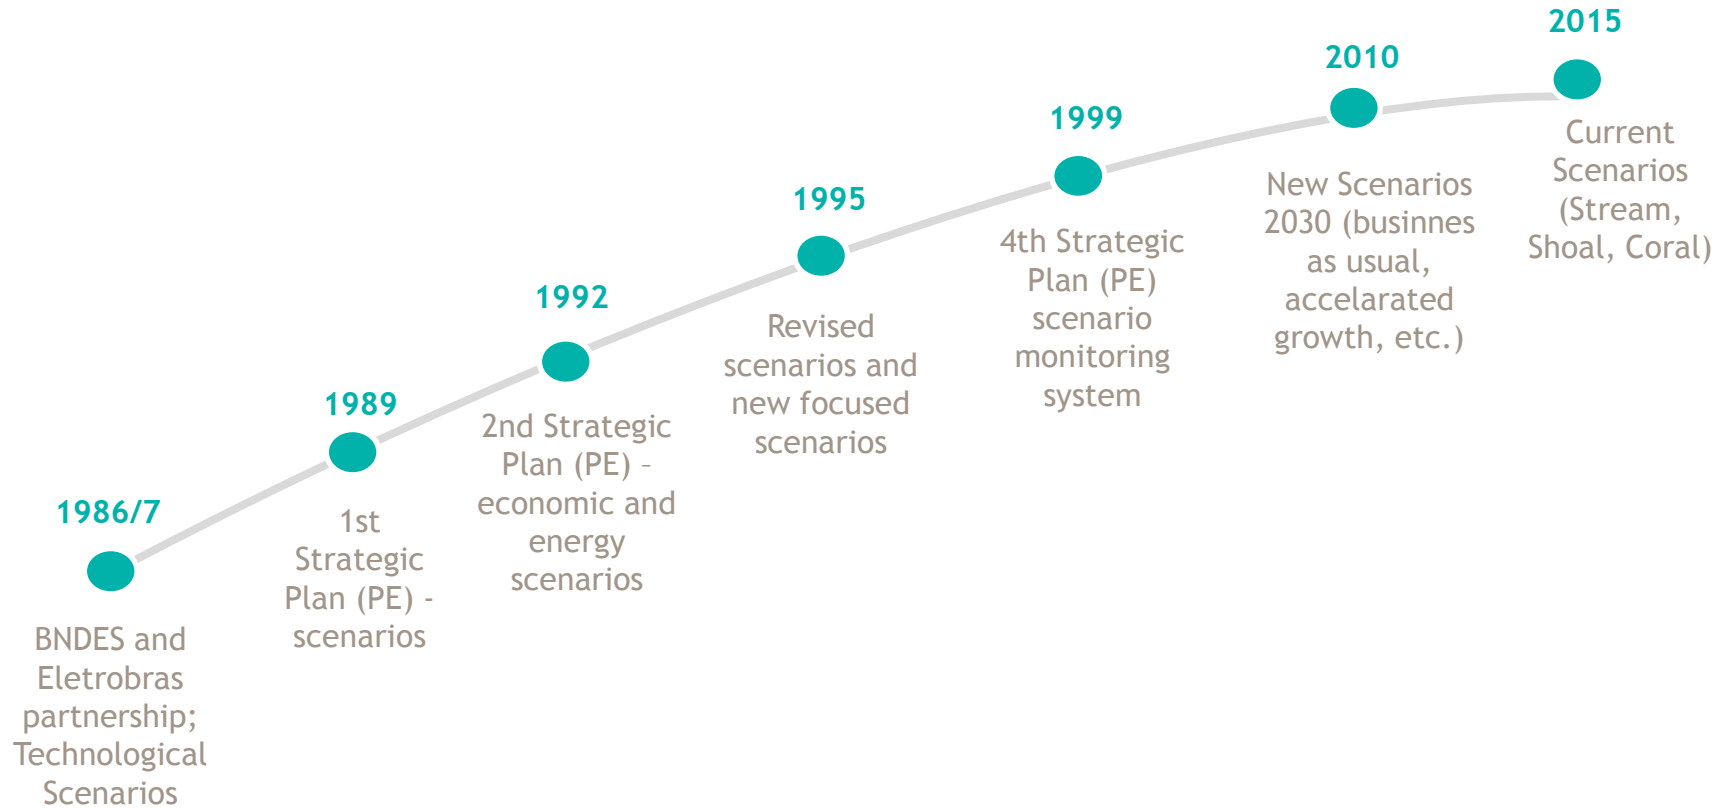 1986/7
BNDES and
Eletrobras
partnership;
Technological
Scenarios
1989
1st
Strategic
Plan (PE) -
scenarios
1992
2nd Strategic
Plan (PE) –
economic and
energy
scenarios
1995
Revised
scenarios and
new focused
scenarios
1999
4th Strategic
Plan (PE)
scenario
monitoring
system
2010
New Scenarios
2030 (businnes
as usual,
accelarated
growth, etc.)
2015
Current
Scenarios
(Stream,
Shoal, Coral)